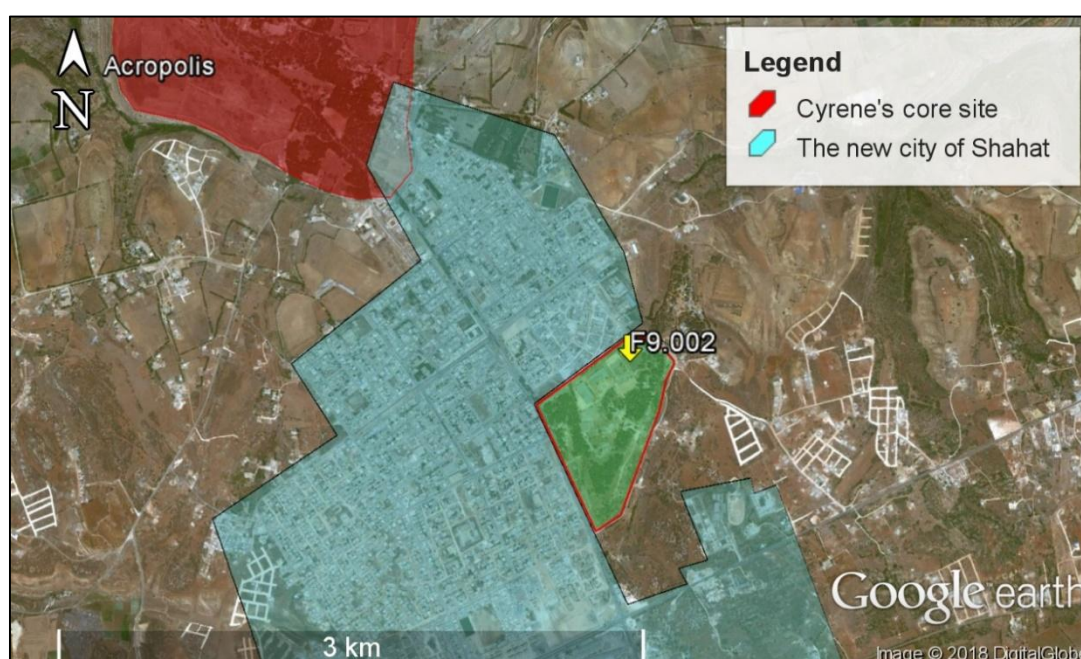 N
Acropolis
Legend
Cyrene's core site
The new city of Shahat
F9.002
3 km
Google earth
Image © 2018 DigitalGlobe